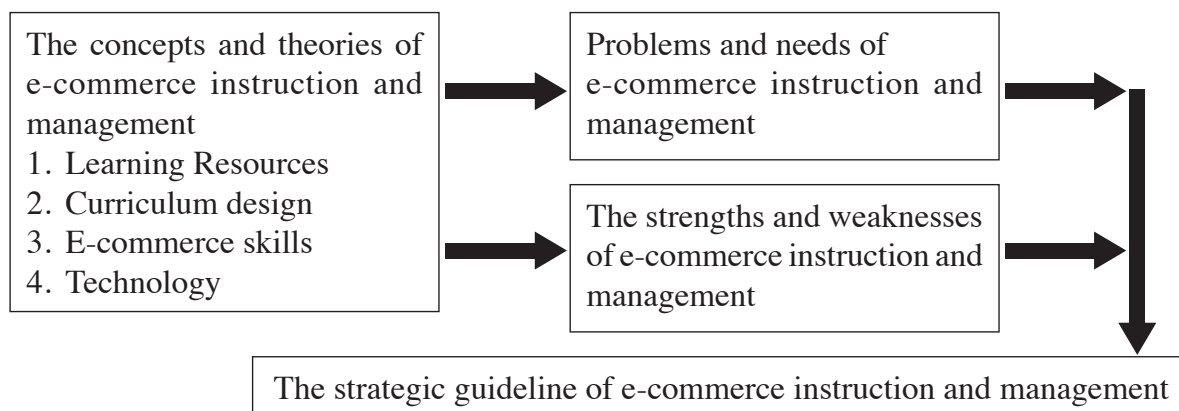 The concepts and theories of
e-commerce instruction and
management
1. Learning Resources
2. Curriculum design
3. E-commerce skills
4. Technology
Problems and needs of
e-commerce instruction and
management
The strengths and weaknesses
of e-commerce instruction and
management
The strategic guideline of e-commerce instruction and management